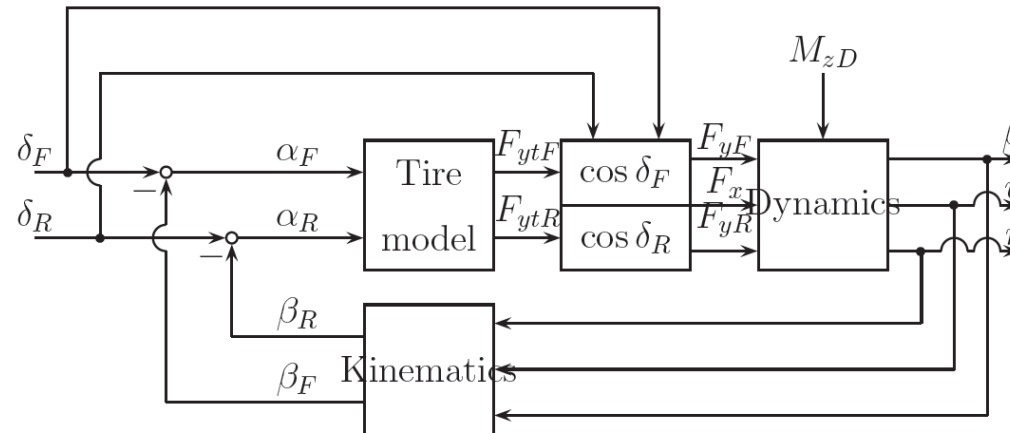 M_{zD}
δ_F
α_F
Tire
model
F_{ytF}
cos δ_F
F_{yF}
F_x
Dynamics
β
δ_R
α_R
F_{ytR}
cos δ_R
F_{yR}
β_R
Kinematics
β_F
−
−